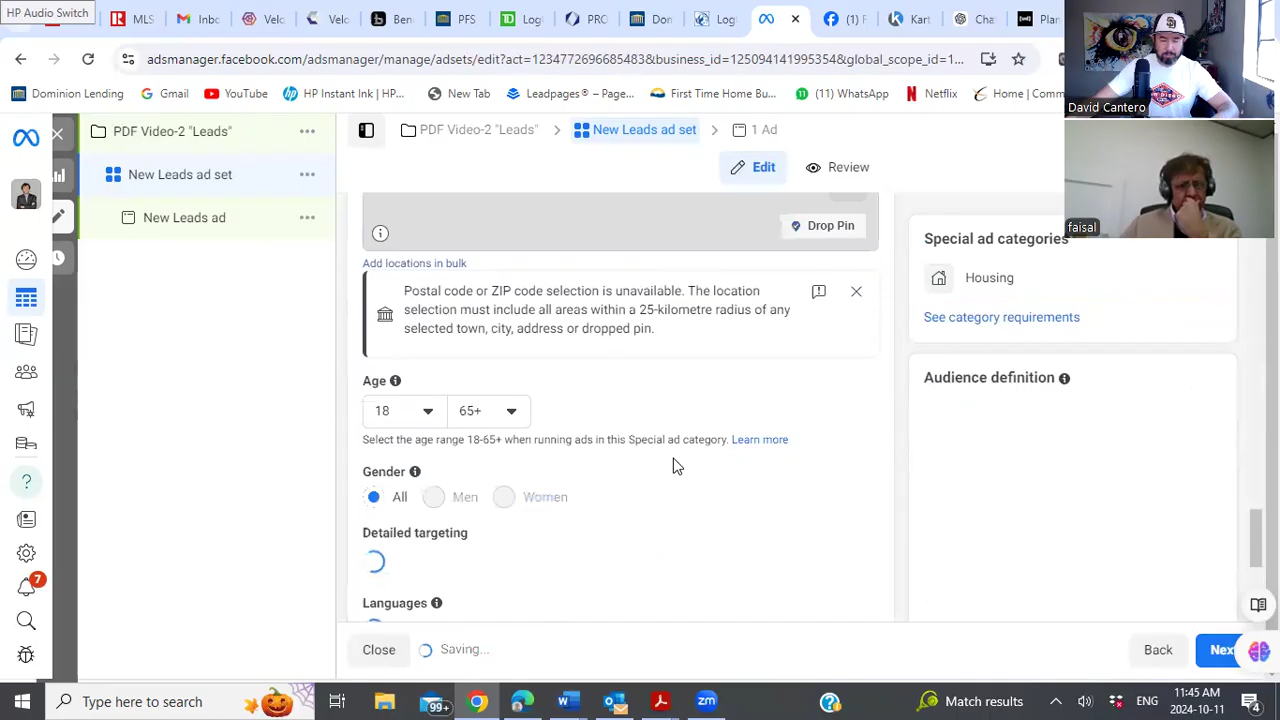 HP Audio Switch
MLS
Inb
Velo
Velo
Ben
PFS
Log
PRO
Don
Log
(1) F
Kart
Cha
Plan
adsmanager.facebook.com/adsmanager/manage/adsets/edit?act=1234772696685483&business_id=125094141995354&global_scope_id=1...
Dominion Lending
Gmail
YouTube
HP Instant Ink | HP...
New Tab
Leadpages® - Page...
First Time Home Bu...
(11) WhatsApp
Netflix
Home | Comm
David Cantero
faisal
PDF Video-2 "Leads"
New Leads ad set
New Leads ad
PDF Video-2 "Leads" > New Leads ad set > 1 Ad
Edit
Review
Drop Pin
Add locations in bulk
Postal code or ZIP code selection is unavailable. The location
selection must include all areas within a 25-kilometre radius of any
selected town, city, address or dropped pin.
Age
18
65+
Select the age range 18-65+ when running ads in this Special ad category. Learn more
Gender
All
Men
Women
Detailed targeting
Languages
Special ad categories
Housing
See category requirements
Audience definition
7
Close
Saving...
Back
Nex
Type here to search
99+
Match results
ENG
11:45 AM
2024-10-11
4